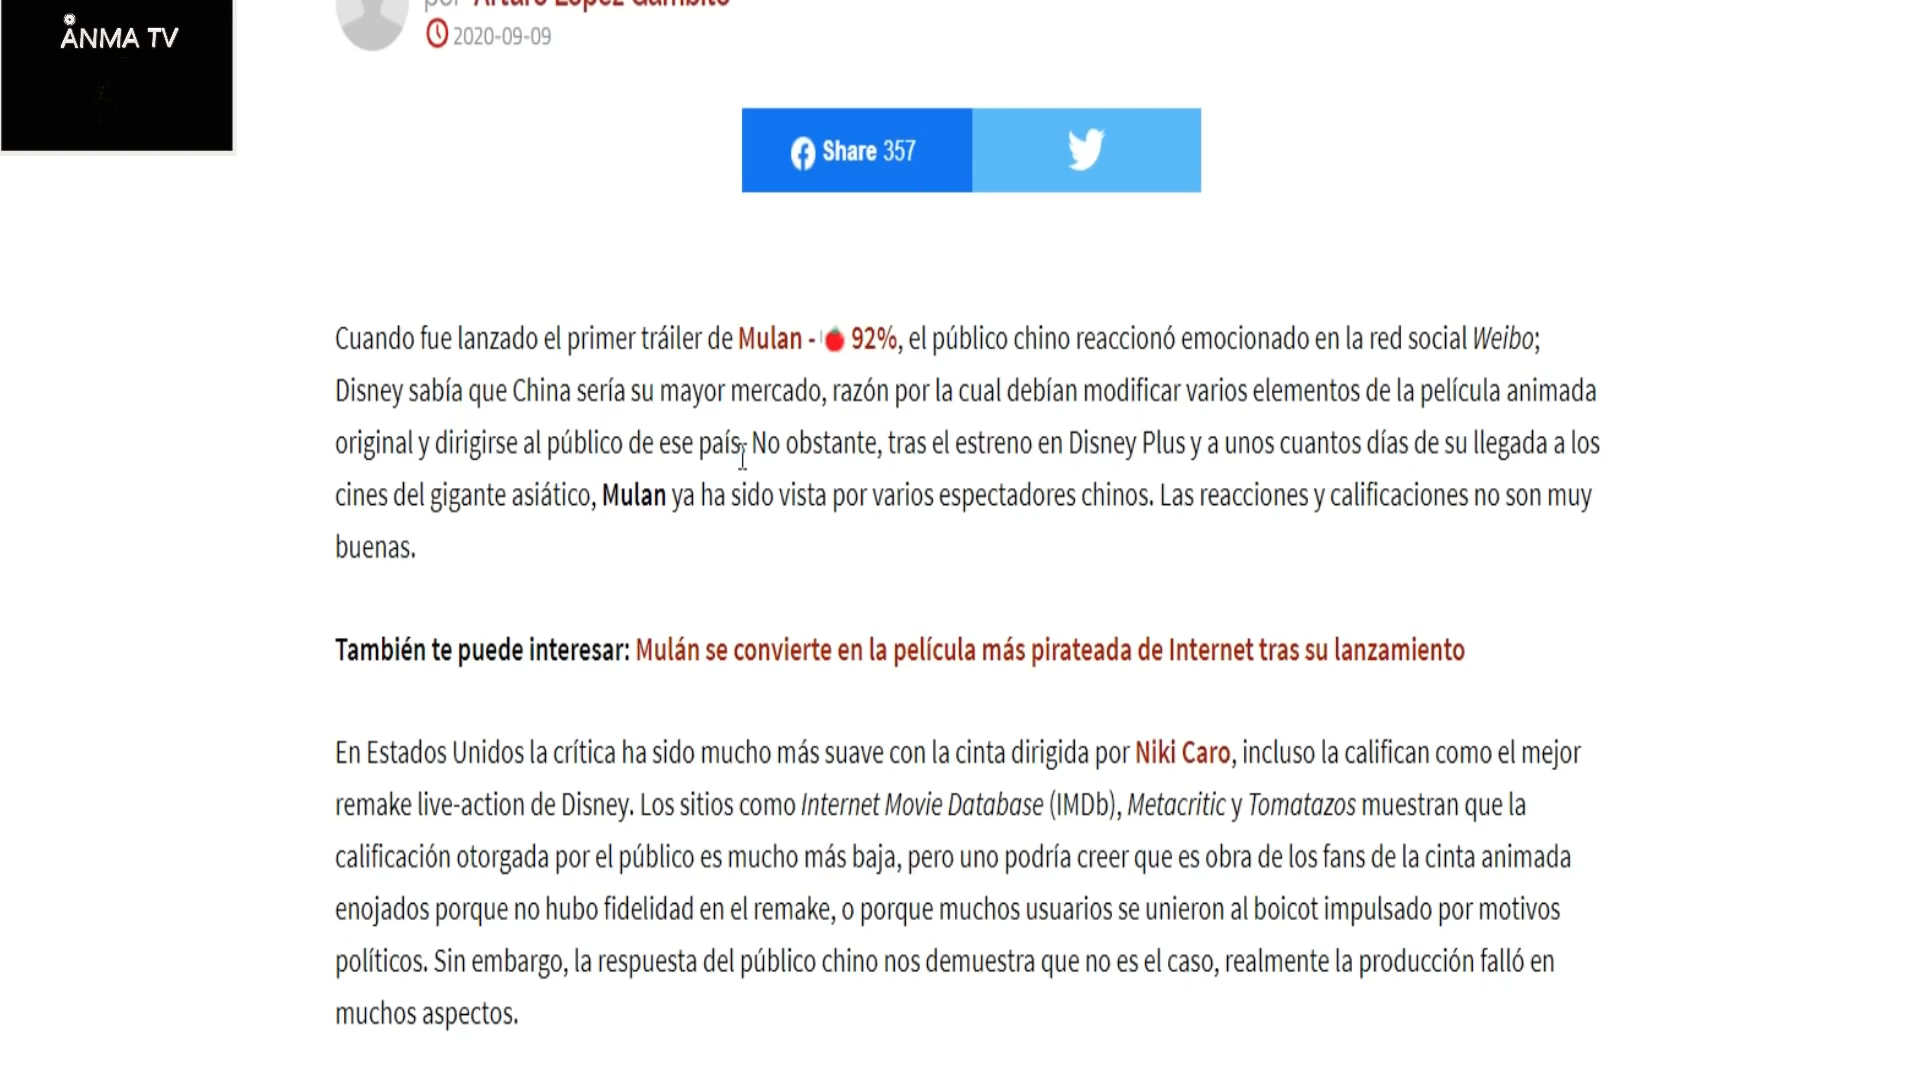 ANMA TV
por Arturo López Gambito
2020-09-09
Share 357
Cuando fue lanzado el primer tráiler de Mulan - 92%, el público chino reaccionó emocionado en la red social Weibo;
Disney sabía que China sería su mayor mercado, razón por la cual debían modificar varios elementos de la película animada
original y dirigirse al público de ese país. No obstante, tras el estreno en Disney Plus y a unos cuantos días de su llegada a los
cines del gigante asiático, Mulan ya ha sido vista por varios espectadores chinos. Las reacciones y calificaciones no son muy
buenas.
También te puede interesar: Mulán se convierte en la película más pirateada de Internet tras su lanzamiento
En Estados Unidos la crítica ha sido mucho más suave con la cinta dirigida por Niki Caro, incluso la califican como el mejor
remake live-action de Disney. Los sitios como Internet Movie Database (IMDb), Metacritic y Tomatazos muestran que la
calificación otorgada por el público es mucho más baja, pero uno podría creer que es obra de los fans de la cinta animada
enojados porque no hubo fidelidad en el remake, o porque muchos usuarios se unieron al boicot impulsado por motivos
políticos. Sin embargo, la respuesta del público chino nos demuestra que no es el caso, realmente la producción falló en
muchos aspectos.